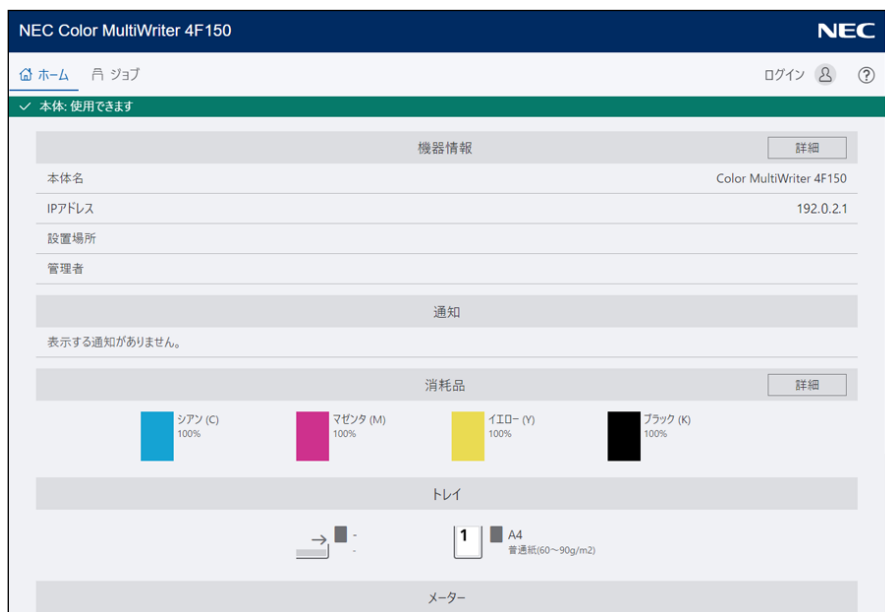 NEC Color MultiWriter 4F150
NEC
ホーム ジョブ ログイン ?
本体: 使用できます
機器情報 詳細
本体名 Color MultiWriter 4F150
IPアドレス 192.0.2.1
設置場所
管理者
通知
表示する通知がありません。
消耗品 詳細
シアン (C) マゼンタ (M) イエロー (Y) ブラック (K)
100% 100% 100% 100%
トレイ
- 1 A4
- 普通紙(60～90g/m2)
メーター